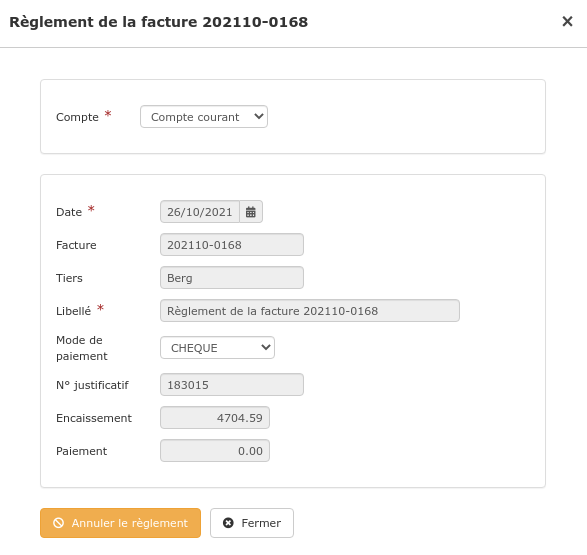 Règlement de la facture 202110-0168 ×
Compte * Compte courant
Date * 26/10/2021
Facture 202110-0168
Tiers Berg
Libellé * Règlement de la facture 202110-0168
Mode de
paiement CHEQUE
N° justificatif 183015
Encaissement 4704.59
Paiement 0.00
Annuler le règlement Fermer